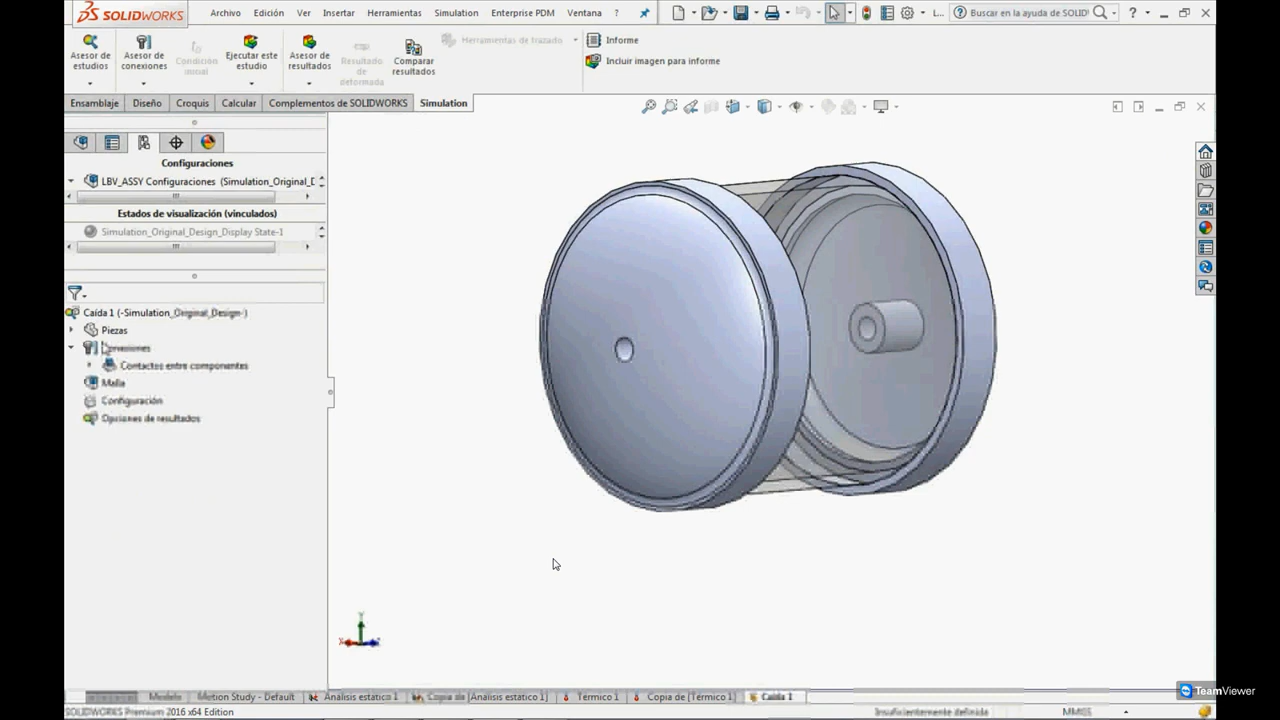 SOLIDWORKS Archivo Edición Ver Insertar Herramientas Simulation Enterprise PDM Ventana ? L... Buscar en la ayuda de SOLID
Asesor de estudios
Asesor de conexiones
Condición inicial
Ejecutar este estudio
Asesor de resultados
Resultado de deformada
Comparar resultados
Herramientas de trazado
Informe
Incluir imagen para informe
Ensamblaje Diseño Croquis Calcular Complementos de SOLIDWORKS Simulation
Configuraciones
LBV_ASSY Configuraciones (Simulation_Original_D
Estados de visualización (vinculados)
Simulation_Original_Design_Display State-1
Caída 1 (-Simulation_Original_Design-)
Piezas
Conexiones
Contactos entre componentes
Malla
Configuración
Opciones de resultados
Y
Modelo Motion Study - Default Análisis estático 1 Copia de [Análisis estático 1] Térmico 1 Copia de [Térmico 1] Caída 1
SOLIDWORKS Premium 2016 x64 Edition Insuficientemente definida MMGS
TeamViewer